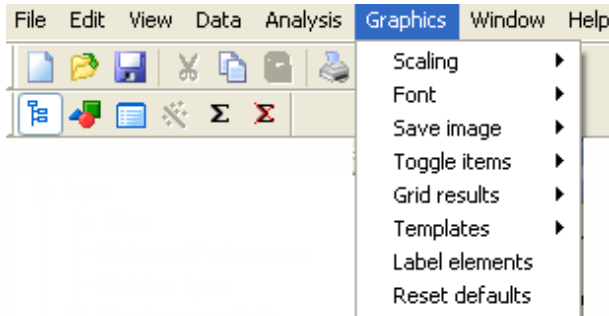 File Edit View Data Analysis Graphics Window Help
Scaling
Font
Save image
Σ Σ
Toggle items
Grid results
Templates
Label elements
Reset defaults